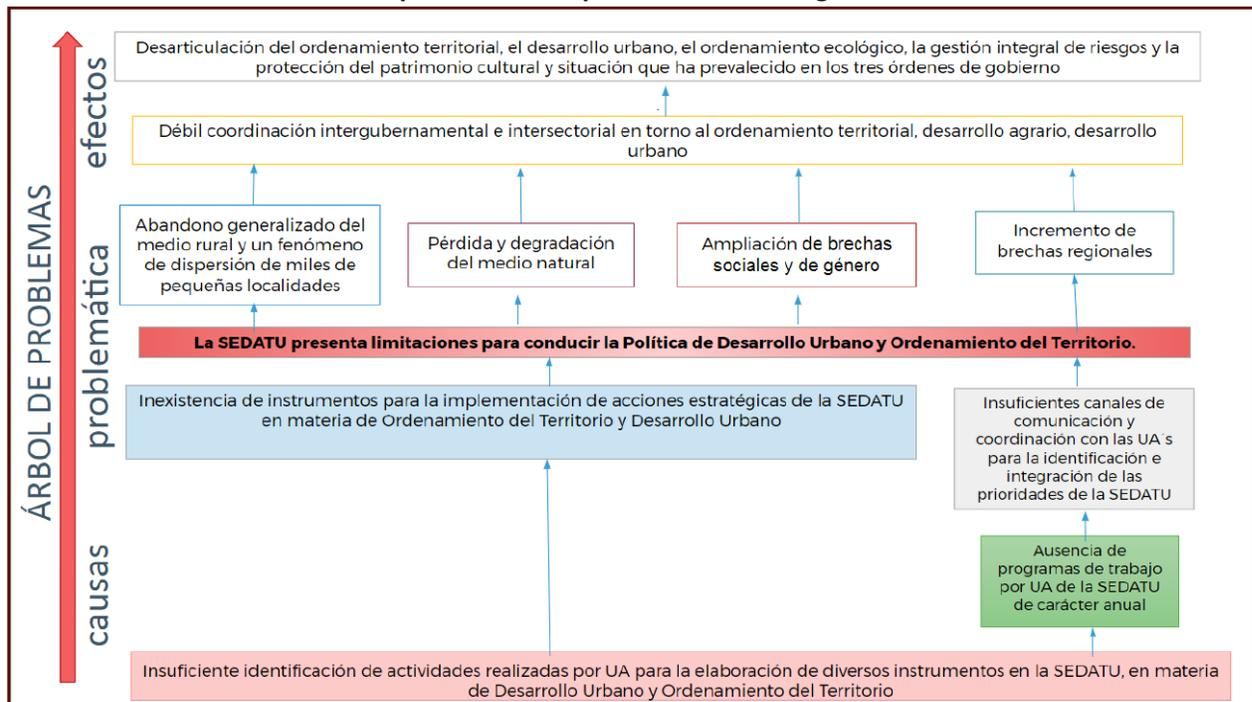 ÁRBOL DE PROBLEMAS
efectos
Desarticulación del ordenamiento territorial, el desarrollo urbano, el ordenamiento ecológico, la gestión integral de riesgos y la
protección del patrimonio cultural y situación que ha prevalecido en los tres órdenes de gobierno
Débil coordinación intergubernamental e intersectorial en torno al ordenamiento territorial, desarrollo agrario, desarrollo
urbano
problemática
Abandono generalizado del
medio rural y un fenómeno
de dispersión de miles de
pequeñas localidades
Pérdida y degradación
del medio natural
Ampliación de brechas
sociales y de género
Incremento de
brechas regionales
La SEDATU presenta limitaciones para conducir la Política de Desarrollo Urbano y Ordenamiento del Territorio.
Inexistencia de instrumentos para la implementación de acciones estratégicas de la SEDATU
en materia de Ordenamiento del Territorio y Desarrollo Urbano
Insuficientes canales de
comunicación y
coordinación con las UA´s
para la identificación e
integración de las
prioridades de la SEDATU
causas
Ausencia de
programas de trabajo
por UA de la SEDATU
de carácter anual
Insuficiente identificación de actividades realizadas por UA para la elaboración de diversos instrumentos en la SEDATU, en materia
de Desarrollo Urbano y Ordenamiento del Territorio